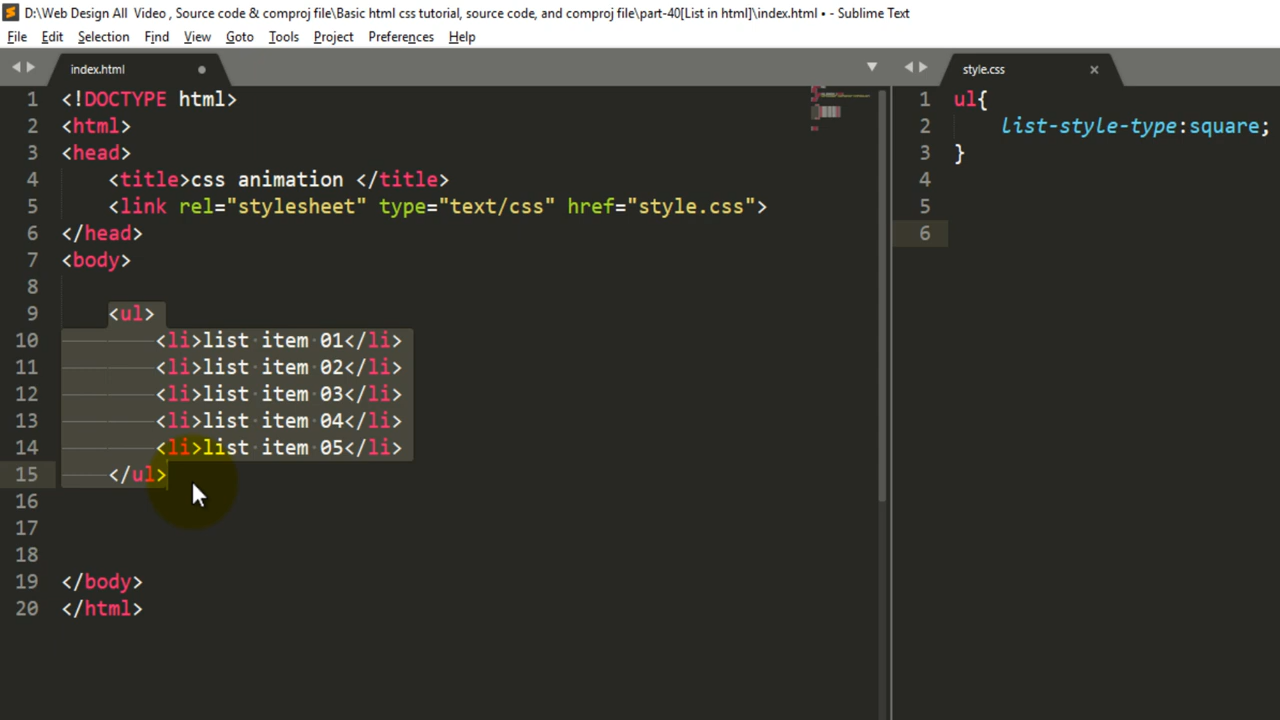 D:\Web Design All  Video , Source code & comproj file\Basic html css tutorial, source code, and comproj file\part-40[List in html]\index.html • - Sublime Text
File Edit Selection Find View Goto Tools Project Preferences Help
index.html
style.css
1 <!DOCTYPE html>
2 <html>
3 <head>
4 <title>css animation </title>
5 <link rel="stylesheet" type="text/css" href="style.css">
6 </head>
7 <body>
8
9 <ul>
10 <li>list item 01</li>
11 <li>list item 02</li>
12 <li>list item 03</li>
13 <li>list item 04</li>
14 <li>list item 05</li>
15 </ul>
16
17
18
19 </body>
20 </html>
1 ul{
2 list-style-type:square;
3 }
4
5
6